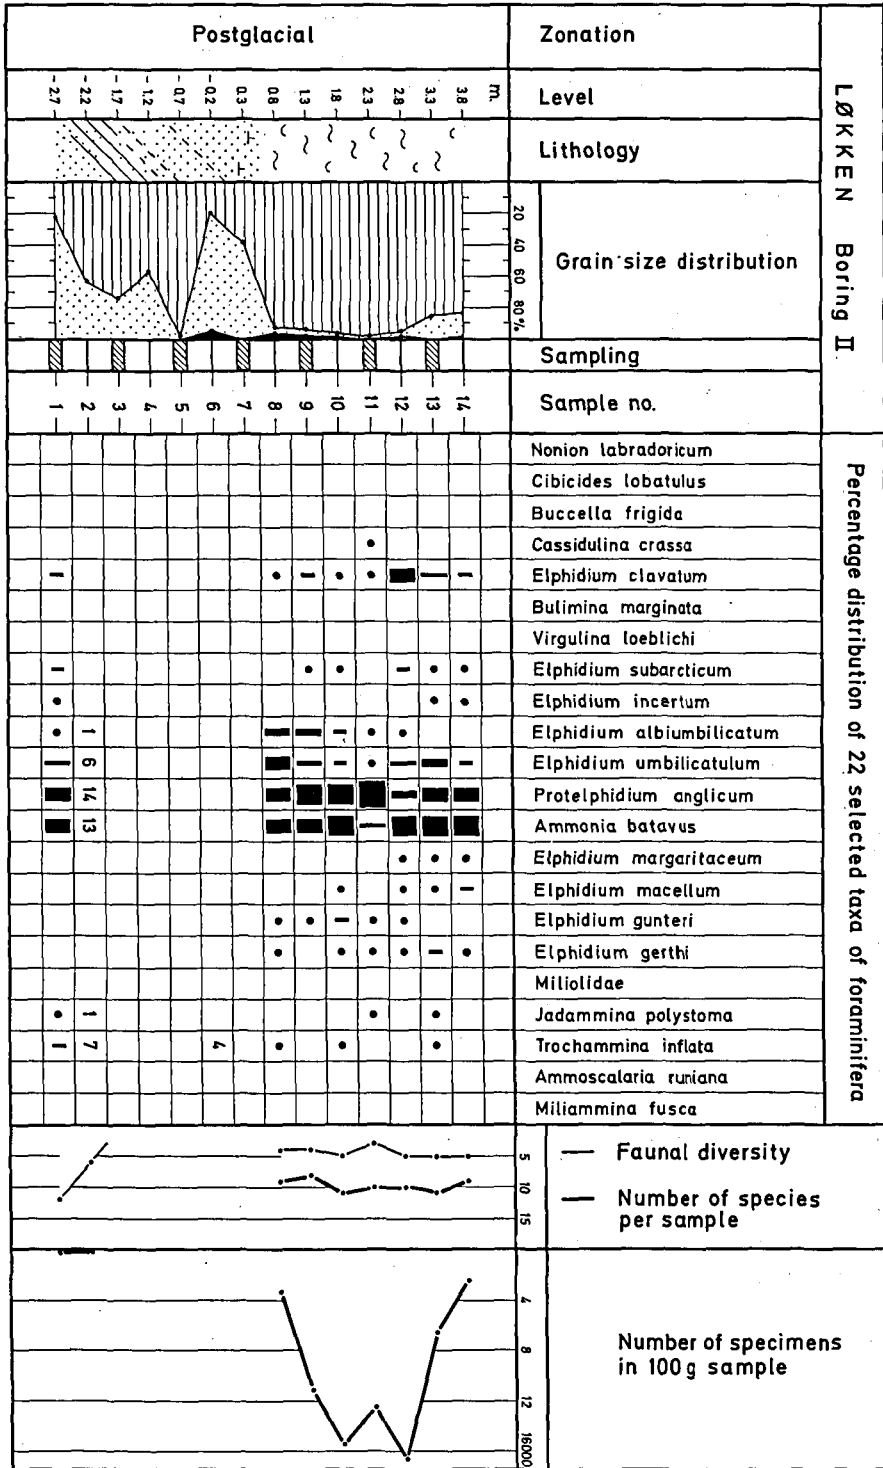 LØKKEN Boring II
Zonation
Postglacial
Level
m.
2.7
2.2
1.7
1.2
0.7
0.2
0.3
0.8
1.3
1.8
2.3
2.8
3.3
3.8
Lithology
Grain size distribution
20
40
60
80 %
Sampling
Sample no.
1
2
3
4
5
6
7
8
9
10
11
12
13
14
Percentage distribution of 22 selected taxa of foraminifera
Nonion labradoricum
Cibicides lobatulus
Buccella frigida
Cassidulina crassa
Elphidium clavatum
Bulimina marginata
Virgulina loeblichi
Elphidium subarcticum
Elphidium incertum
1 Elphidium albiumbilicatum
6 Elphidium umbilicatulum
14 Protelphidium anglicum
13 Ammonia batavus
Elphidium margaritaceum
Elphidium macellum
Elphidium gunteri
Elphidium gerthi
Miliolidae
1 Jadammina polystoma
7 4 Trochammina inflata
Ammoscalaria runiana
Miliammina fusca
5
10
15
Faunal diversity
Number of species
per sample
4
8
12
16000
Number of specimens
in 100 g sample